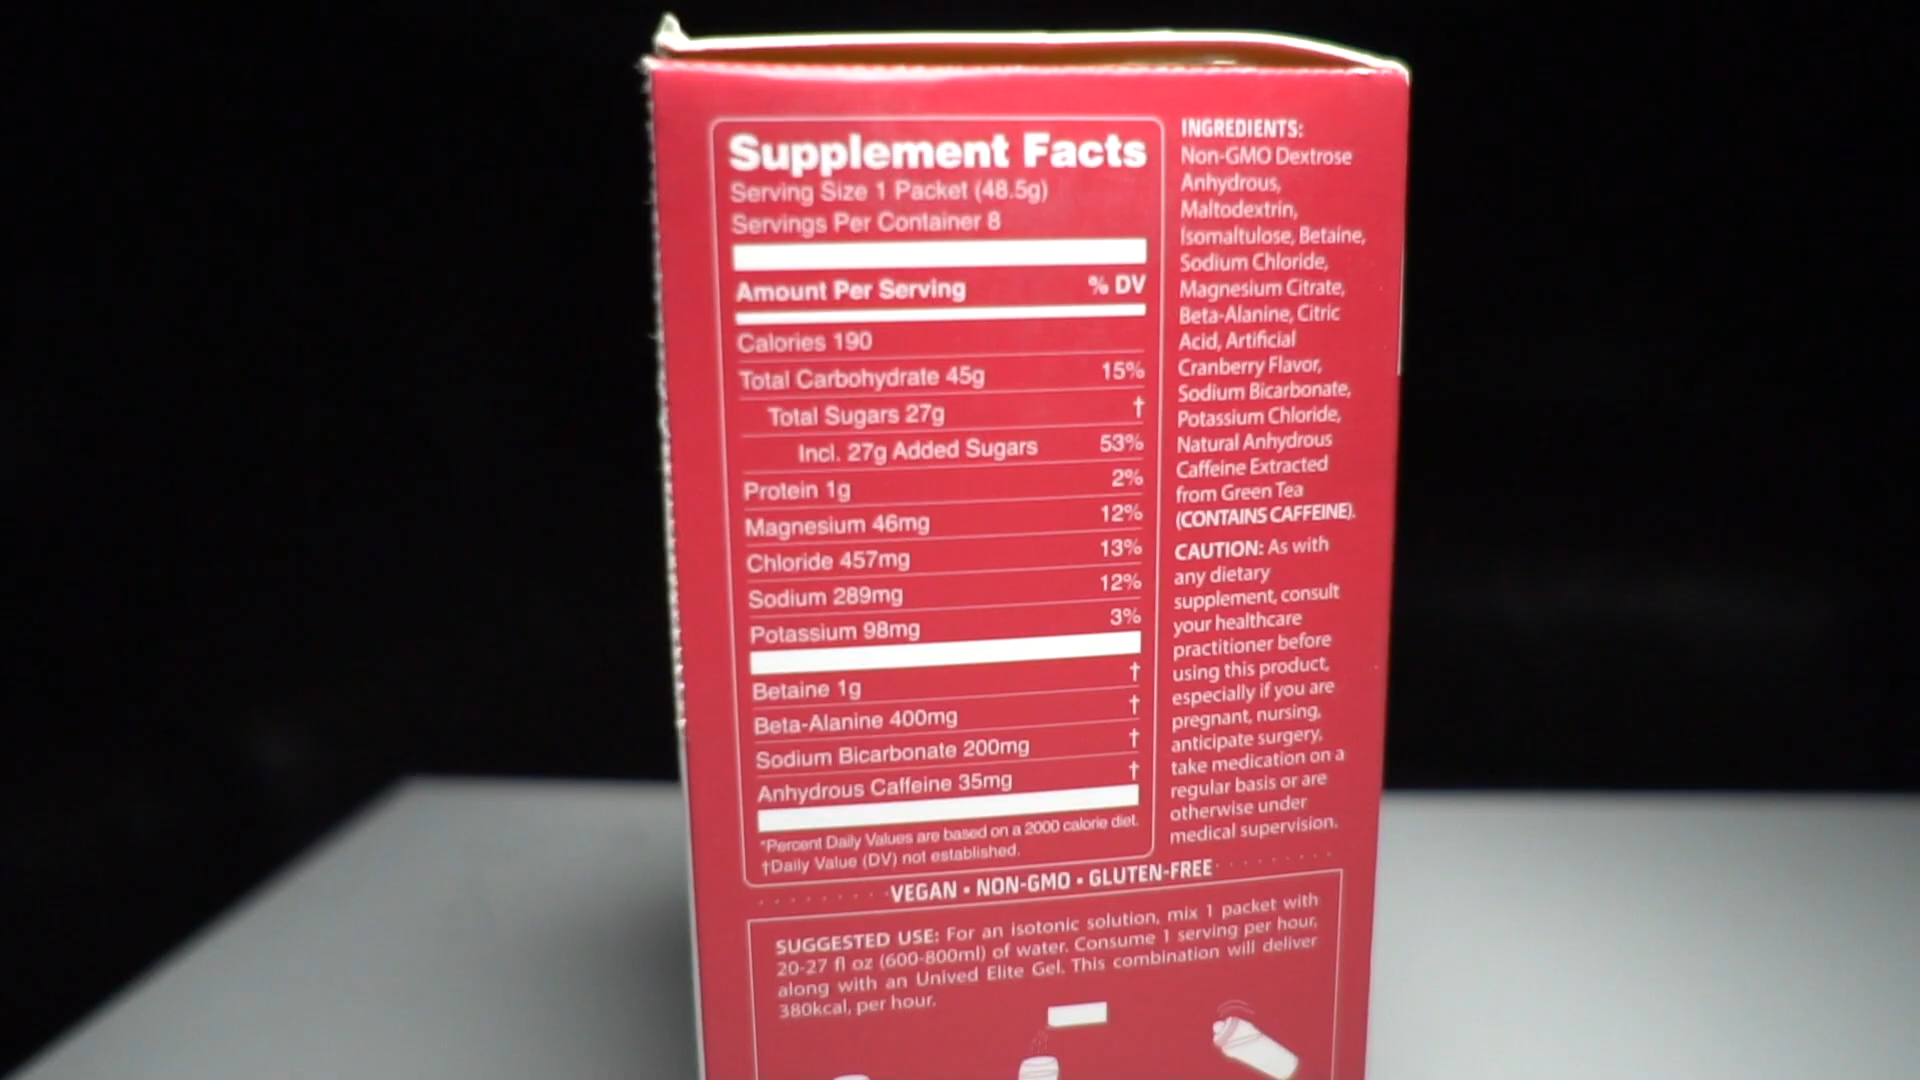 Supplement Facts
Serving Size 1 Packet (48.5g)
Servings Per Container 8
Amount Per Serving % DV
Calories 190
Total Carbohydrate 45g 15%
Total Sugars 27g †
Incl. 27g Added Sugars 53%
Protein 1g 2%
Magnesium 46mg 12%
Chloride 457mg 13%
Sodium 289mg 12%
Potassium 98mg 3%
Betaine 1g †
Beta-Alanine 400mg †
Sodium Bicarbonate 200mg †
Anhydrous Caffeine 35mg †
*Percent Daily Values are based on a 2000 calorie diet.
†Daily Value (DV) not established.
INGREDIENTS:
Non-GMO Dextrose
Anhydrous,
Maltodextrin,
Isomaltulose, Betaine,
Sodium Chloride,
Magnesium Citrate,
Beta-Alanine, Citric
Acid, Artificial
Cranberry Flavor,
Sodium Bicarbonate,
Potassium Chloride,
Natural Anhydrous
Caffeine Extracted
from Green Tea
(CONTAINS CAFFEINE).
CAUTION: As with
any dietary
supplement, consult
your healthcare
practitioner before
using this product,
especially if you are
pregnant, nursing,
anticipate surgery,
take medication on a
regular basis or are
otherwise under
medical supervision.
VEGAN • NON-GMO • GLUTEN-FREE
SUGGESTED USE: For an isotonic solution, mix 1 packet with
20-27 fl oz (600-800ml) of water. Consume 1 serving per hour,
along with an Unived Elite Gel. This combination will deliver
380kcal, per hour.